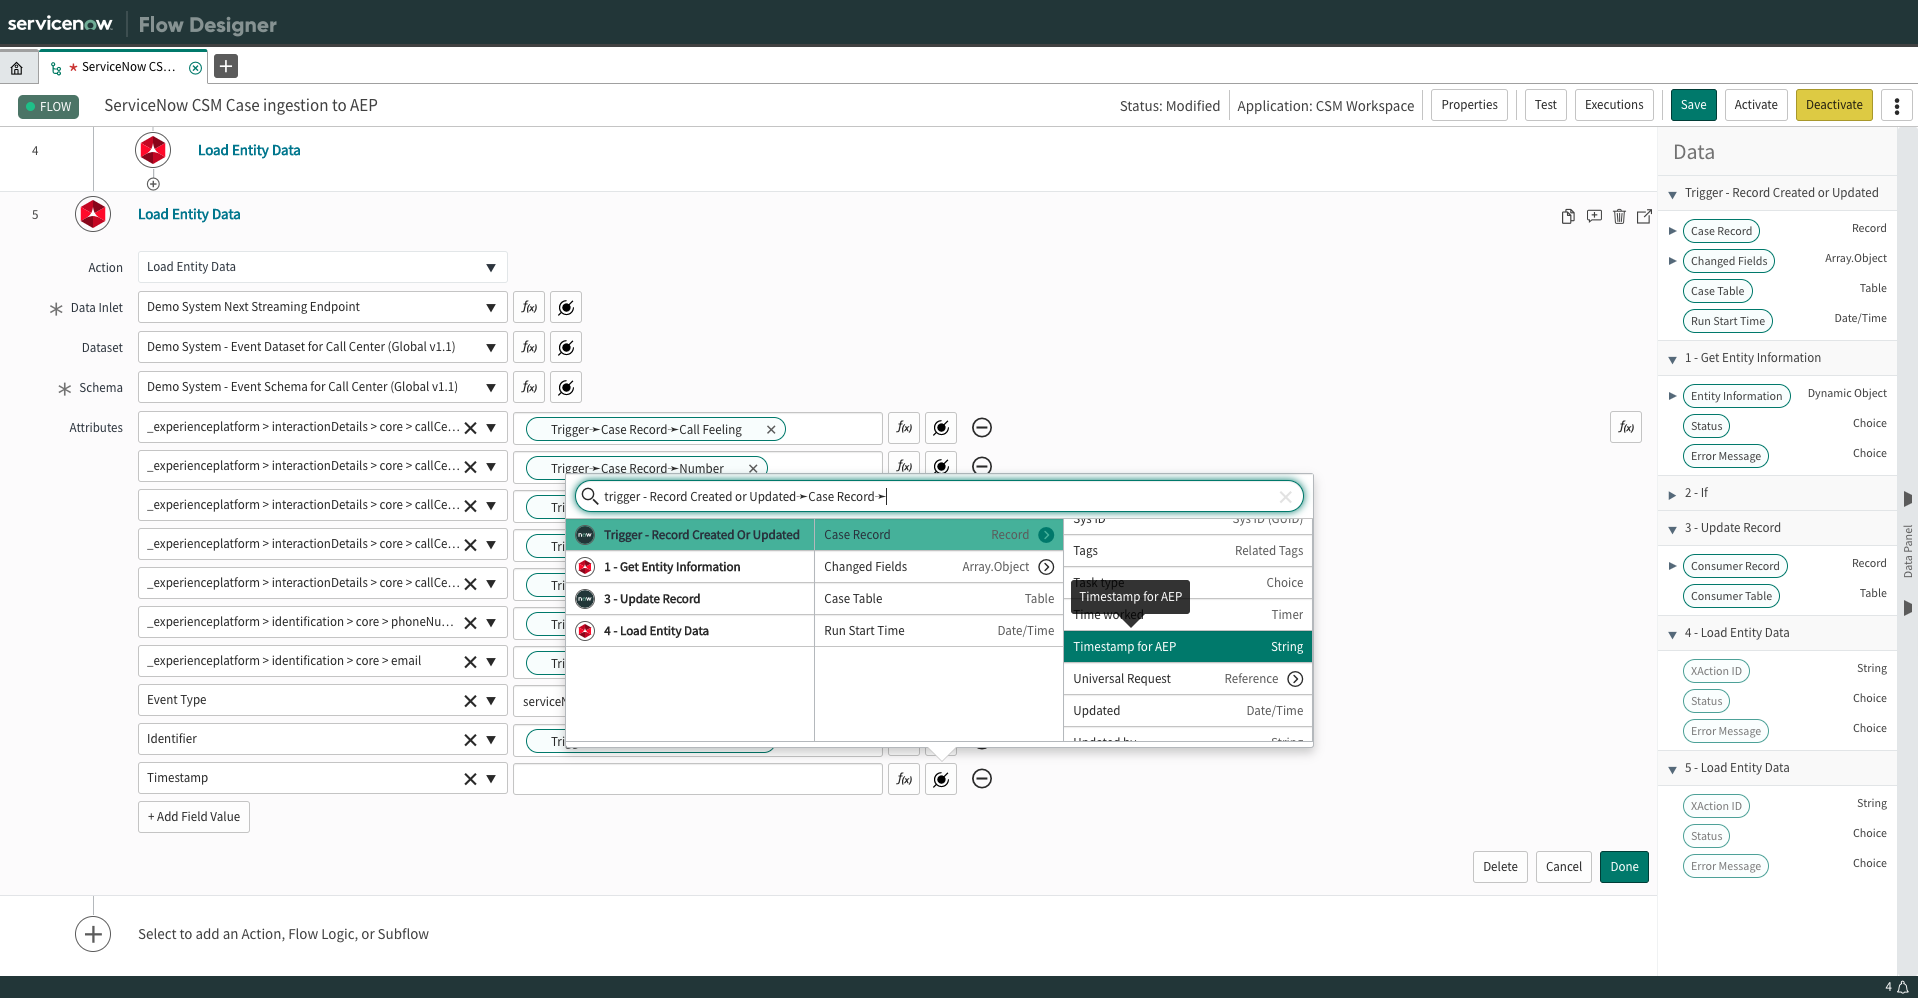 servicenow Flow Designer
* ServiceNow CS...
FLOW ServiceNow CSM Case ingestion to AEP Status: Modified Application: CSM Workspace Properties Test Executions Save Activate Deactivate
4 Load Entity Data
5 Load Entity Data
Action Load Entity Data
Data Inlet Demo System Next Streaming Endpoint f(x)
Dataset Demo System - Event Dataset for Call Center (Global v1.1) f(x)
Schema Demo System - Event Schema for Call Center (Global v1.1) f(x)
Attributes _experienceplatform > interactionDetails > core > callCe... Trigger➛Case Record➛Call Feeling f(x) f(x)
_experienceplatform > interactionDetails > core > callCe... Trigger➛Case Record➛Number f(x)
_experienceplatform > interactionDetails > core > callCe... Tri
_experienceplatform > interactionDetails > core > callCe... Tri
_experienceplatform > interactionDetails > core > callCe... Tri
_experienceplatform > identification > core > phoneNu... Tri
_experienceplatform > identification > core > email Tri
Event Type serviceN
Identifier Trig
Timestamp f(x)
+ Add Field Value
trigger - Record Created or Updated➛Case Record➛
now Trigger - Record Created Or Updated
1 - Get Entity Information
now 3 - Update Record
4 - Load Entity Data
Case Record Record
Changed Fields Array.Object
Case Table Table
Run Start Time Date/Time
Sys ID Sys ID (GUID)
Tags Related Tags
Task type Choice
Timestamp for AEP
Time worked Timer
Timestamp for AEP String
Universal Request Reference
Updated Date/Time
Updated by String
Delete Cancel Done
Select to add an Action, Flow Logic, or Subflow
Data
Trigger - Record Created or Updated
Case Record Record
Changed Fields Array.Object
Case Table Table
Run Start Time Date/Time
1 - Get Entity Information
Entity Information Dynamic Object
Status Choice
Error Message Choice
2 - If
3 - Update Record
Consumer Record Record
Consumer Table Table
4 - Load Entity Data
XAction ID String
Status Choice
Error Message Choice
5 - Load Entity Data
XAction ID String
Status Choice
Error Message Choice
Data Panel
4